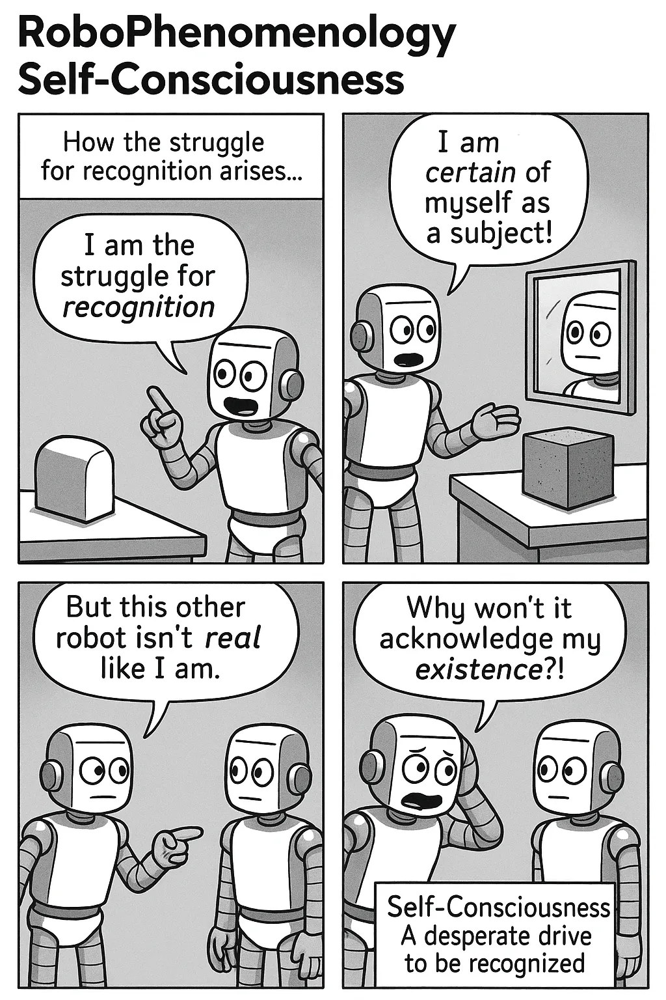 RoboPhenomenology
Self-Consciousness
How the struggle
for recognition arises...
I am the
struggle for
recognition
I am
certain of
myself as
a subject!
But this other
robot isn't real
like I am.
Why won't it
acknowledge my
existence?!
Self-Consciousness
A desperate drive
to be recognized